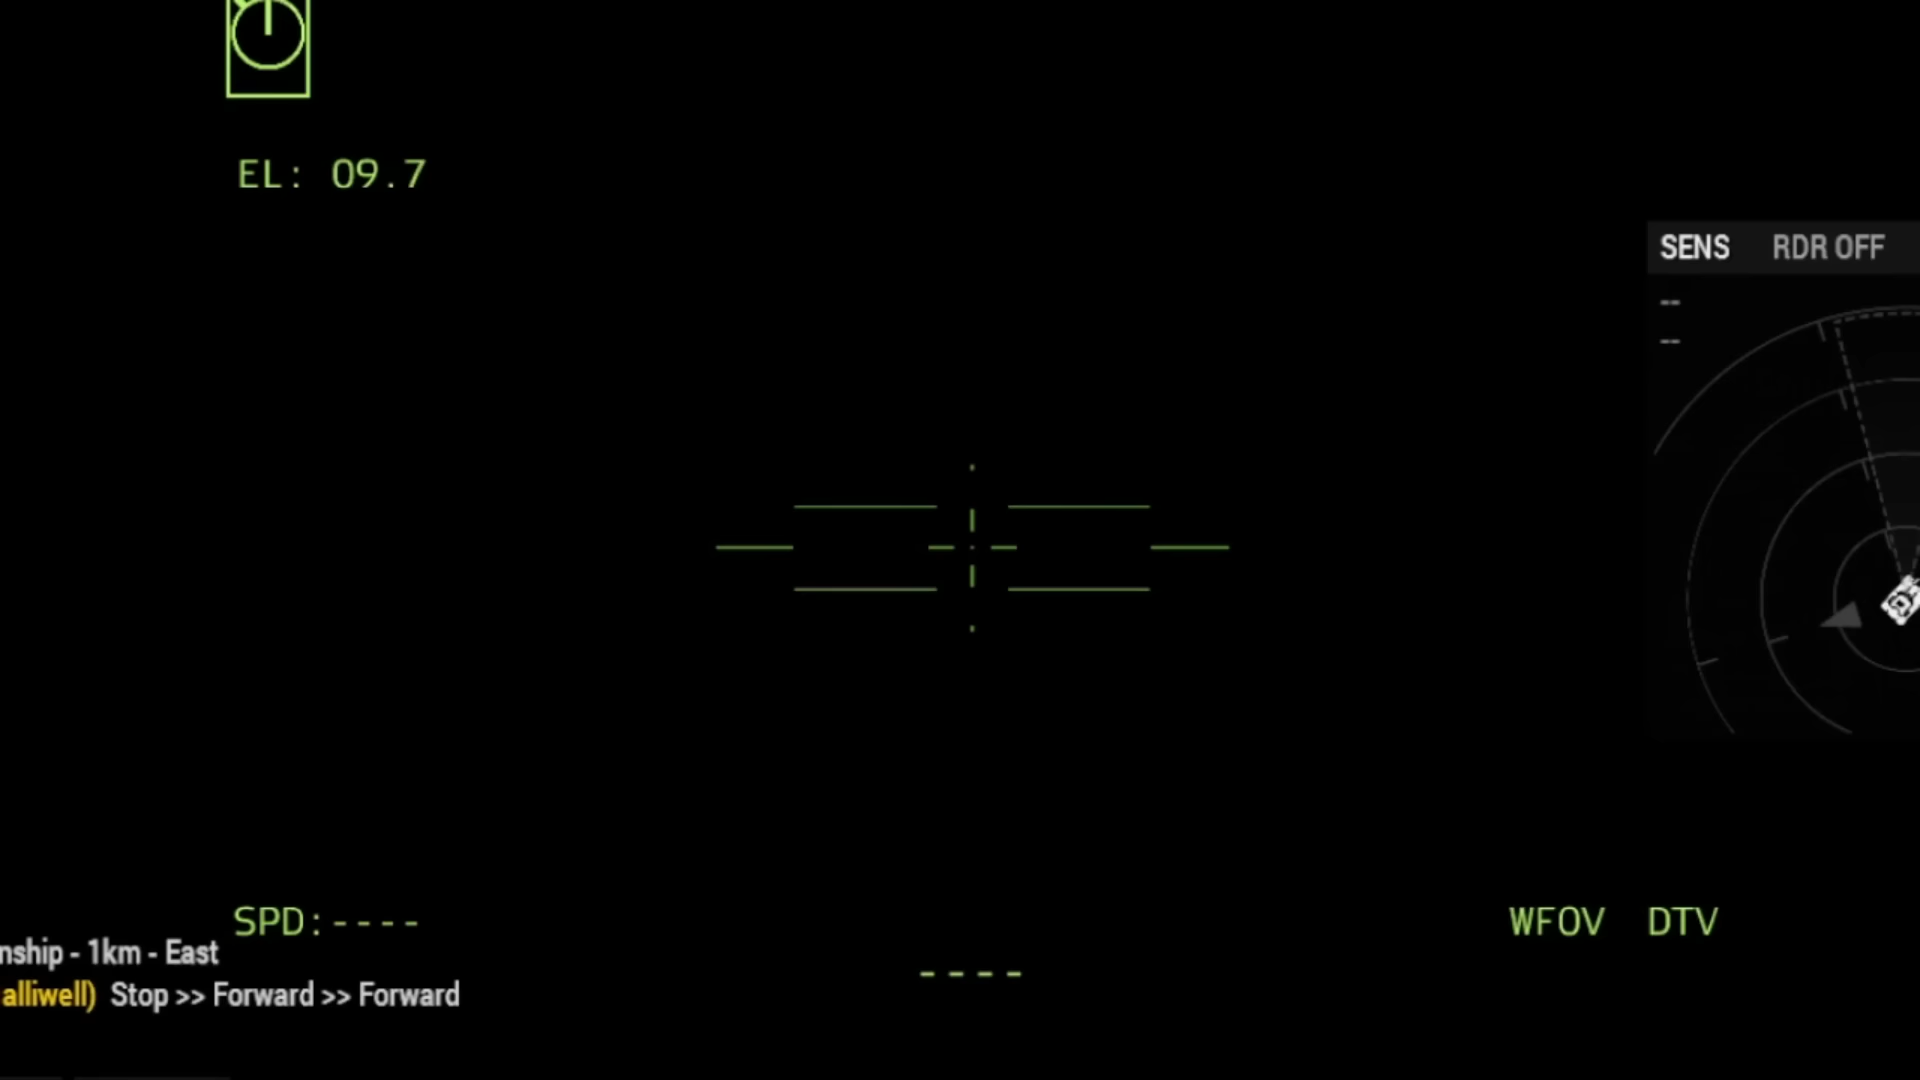 EL: 09.7
SENS RDR OFF
--
--
SPD:----
WFOV DTV
nship - 1km - East
----
alliwell) Stop >> Forward >> Forward